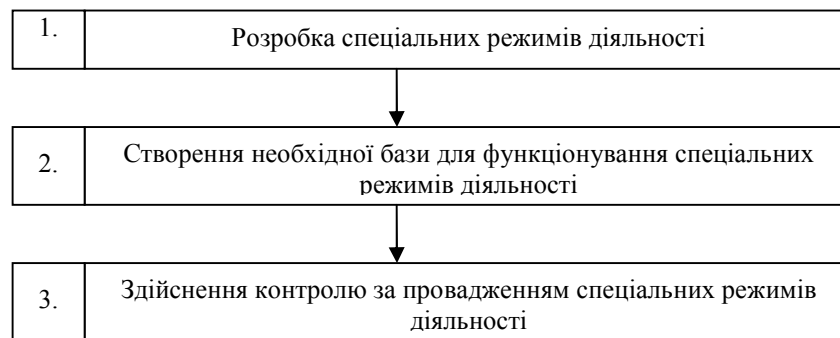 1. Розробка спеціальних режимів діяльності
2. Створення необхідної бази для функціонування спеціальних
режимів діяльності
3. Здійснення контролю за провадженням спеціальних режимів
діяльності